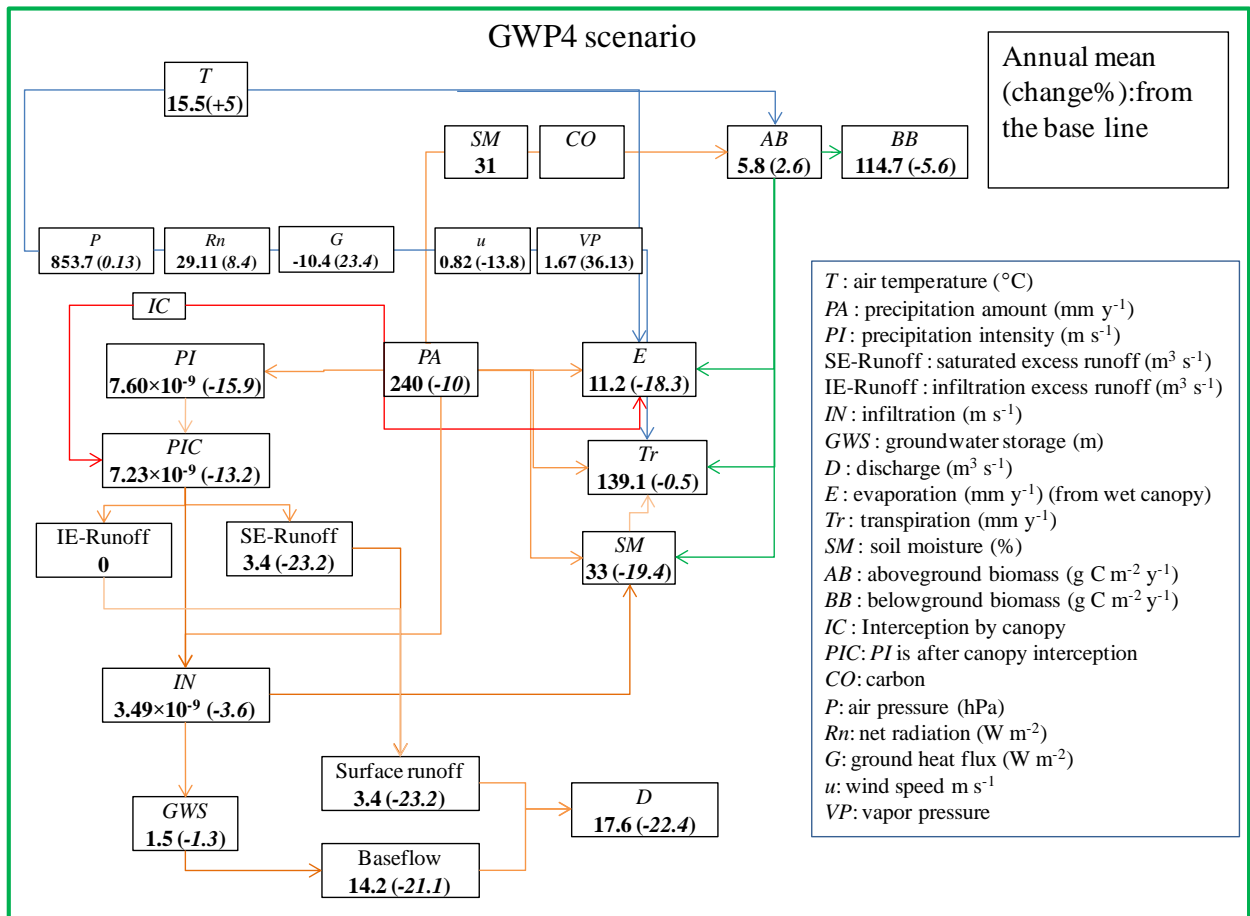 GWP4 scenario
Annual mean
(change%):from
the base line
T
15.5(+5)
SM
31
CO
AB
5.8 (2.6)
BB
114.7 (-5.6)
P
853.7 (0.13)
Rn
29.11 (8.4)
G
-10.4 (23.4)
u
0.82 (-13.8)
VP
1.67 (36.13)
IC
PI
7.60×10⁻⁹ (-15.9)
PA
240 (-10)
E
11.2 (-18.3)
PIC
7.23×10⁻⁹ (-13.2)
Tr
139.1 (-0.5)
IE-Runoff
0
SE-Runoff
3.4 (-23.2)
SM
33 (-19.4)
IN
3.49×10⁻⁹ (-3.6)
Surface runoff
3.4 (-23.2)
GWS
1.5 (-1.3)
D
17.6 (-22.4)
Baseflow
14.2 (-21.1)
T : air temperature (°C)
PA : precipitation amount (mm y⁻¹)
PI : precipitation intensity (m s⁻¹)
SE-Runoff : saturated excess runoff (m³ s⁻¹)
IE-Runoff : infiltration excess runoff (m³ s⁻¹)
IN : infiltration (m s⁻¹)
GWS : groundwater storage (m)
D : discharge (m³ s⁻¹)
E : evaporation (mm y⁻¹) (from wet canopy)
Tr : transpiration (mm y⁻¹)
SM : soil moisture (%)
AB : aboveground biomass (g C m⁻² y⁻¹)
BB : belowground biomass (g C m⁻² y⁻¹)
IC : Interception by canopy
PIC: PI is after canopy interception
CO: carbon
P: air pressure (hPa)
Rn: net radiation (W m⁻²)
G: ground heat flux (W m⁻²)
u: wind speed m s⁻¹
VP: vapor pressure